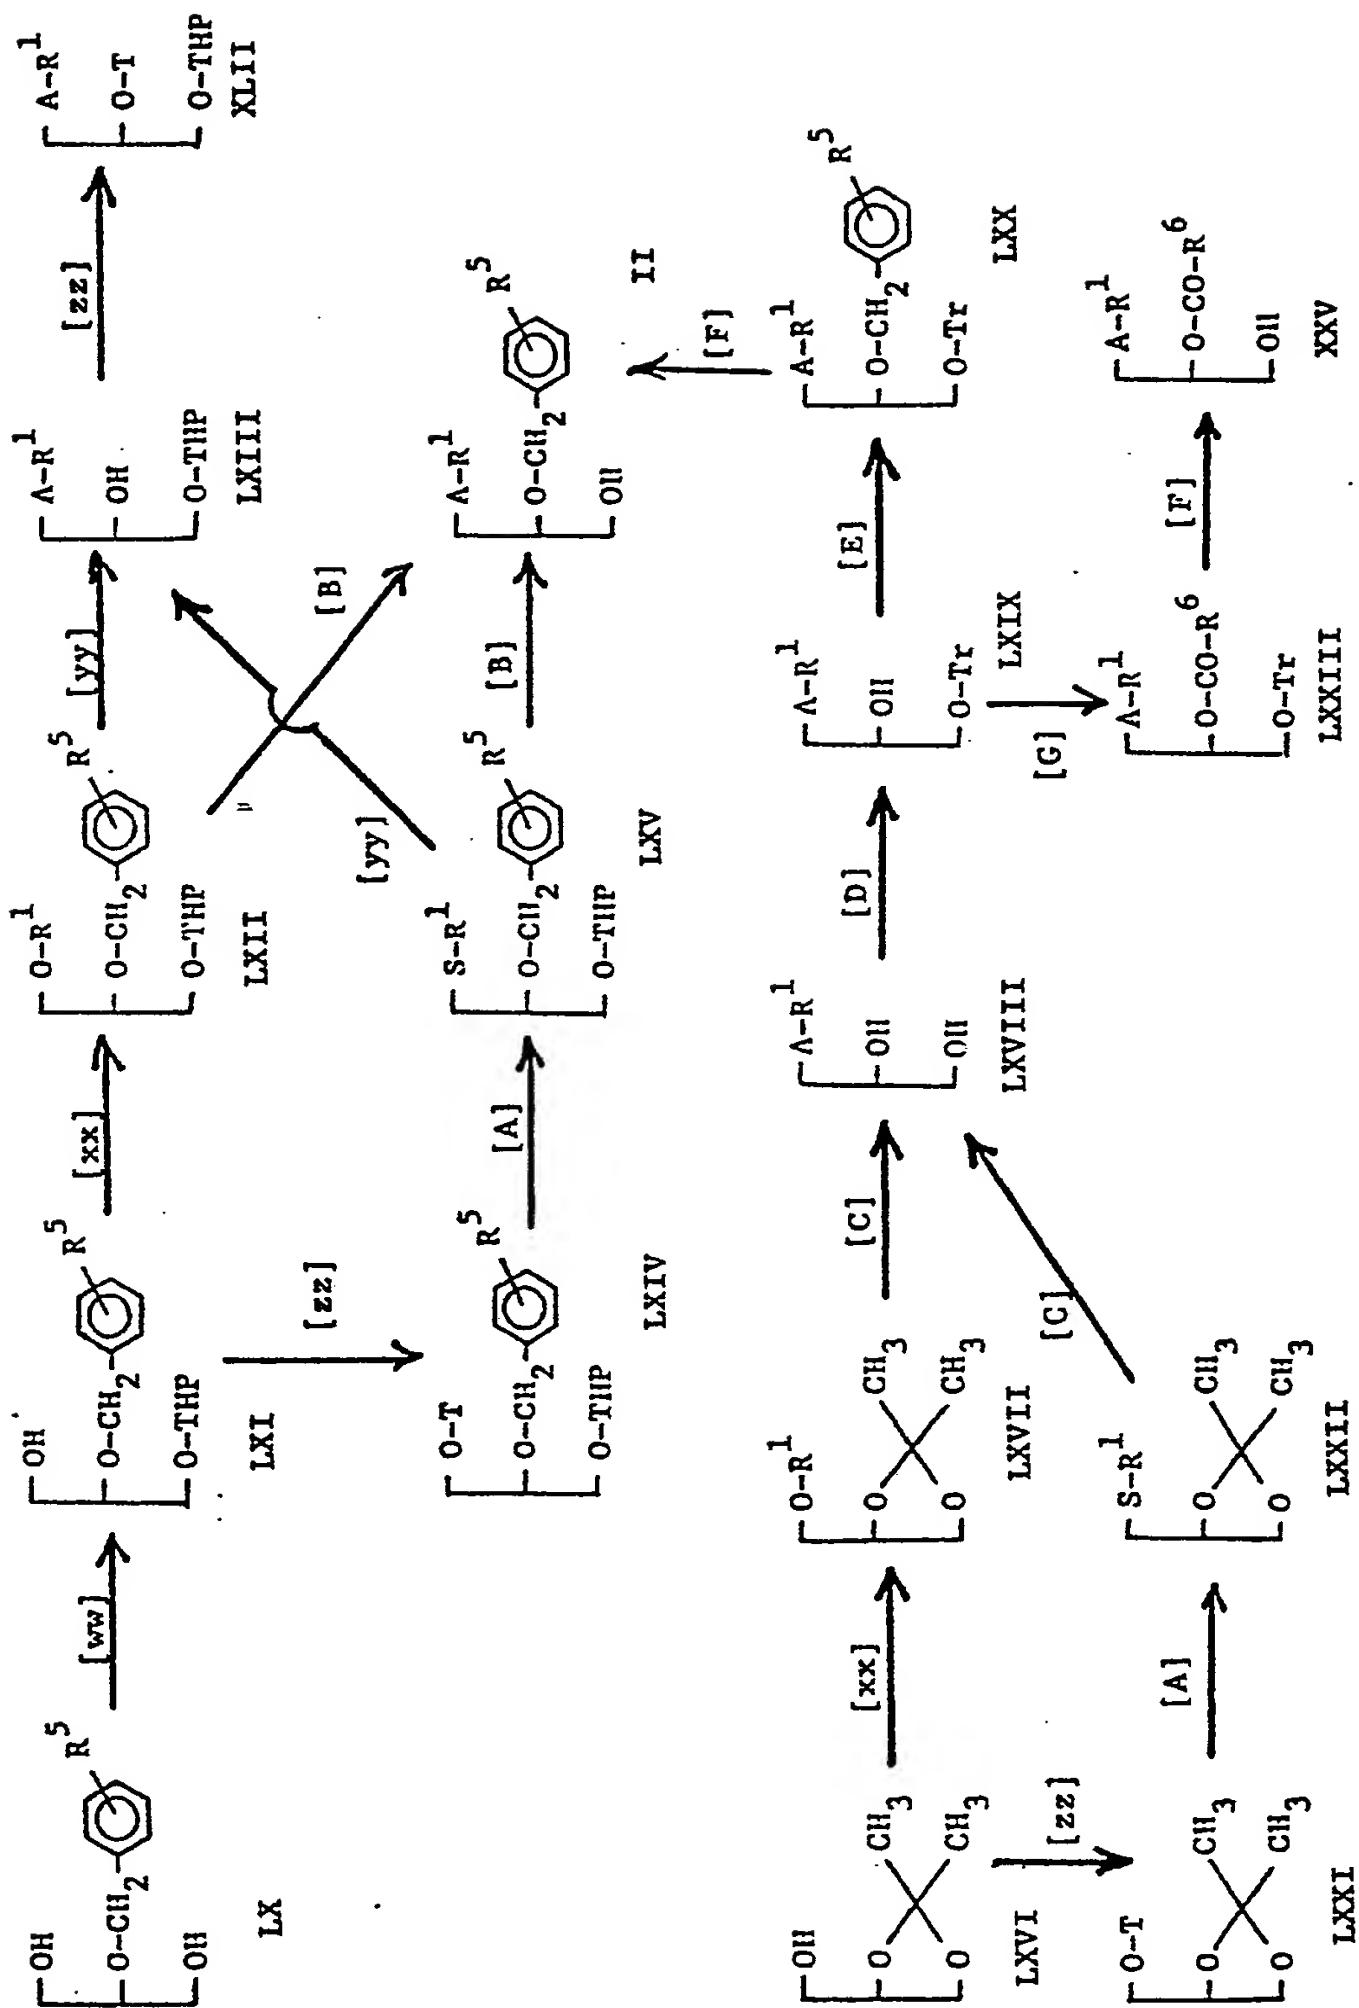 OH
O-CH2 R5
OH
LX
[ww]
OH
O-CH2 R5
O-THP
LXI
[xx]
O-R1
O-CH2 R5
O-THP
LXII
[yy]
A-R1
OH
O-THP
LXIII
[zz]
A-R1
O-T
O-THP
XLII
[zz]
[yy]
[B]
O-T
O-CH2 R5
O-THP
LXIV
[A]
S-R1
O-CH2 R5
O-THP
LXV
[B]
A-R1
O-CH2 R5
OH
II
[F]
OH
O CH3
O CH3
LXVI
[xx]
O-R1
O CH3
O CH3
LXVII
[C]
A-R1
OH
OH
LXVIII
[D]
A-R1
OH
O-Tr
LXIX
[E]
A-R1
O-CH2 R5
O-Tr
LXX
[zz]
[C]
[G]
O-T
O CH3
O CH3
LXXI
[A]
S-R1
O CH3
O CH3
LXXII
A-R1
O-CO-R6
O-Tr
LXXIII
[F]
A-R1
O-CO-R6
OH
XXV